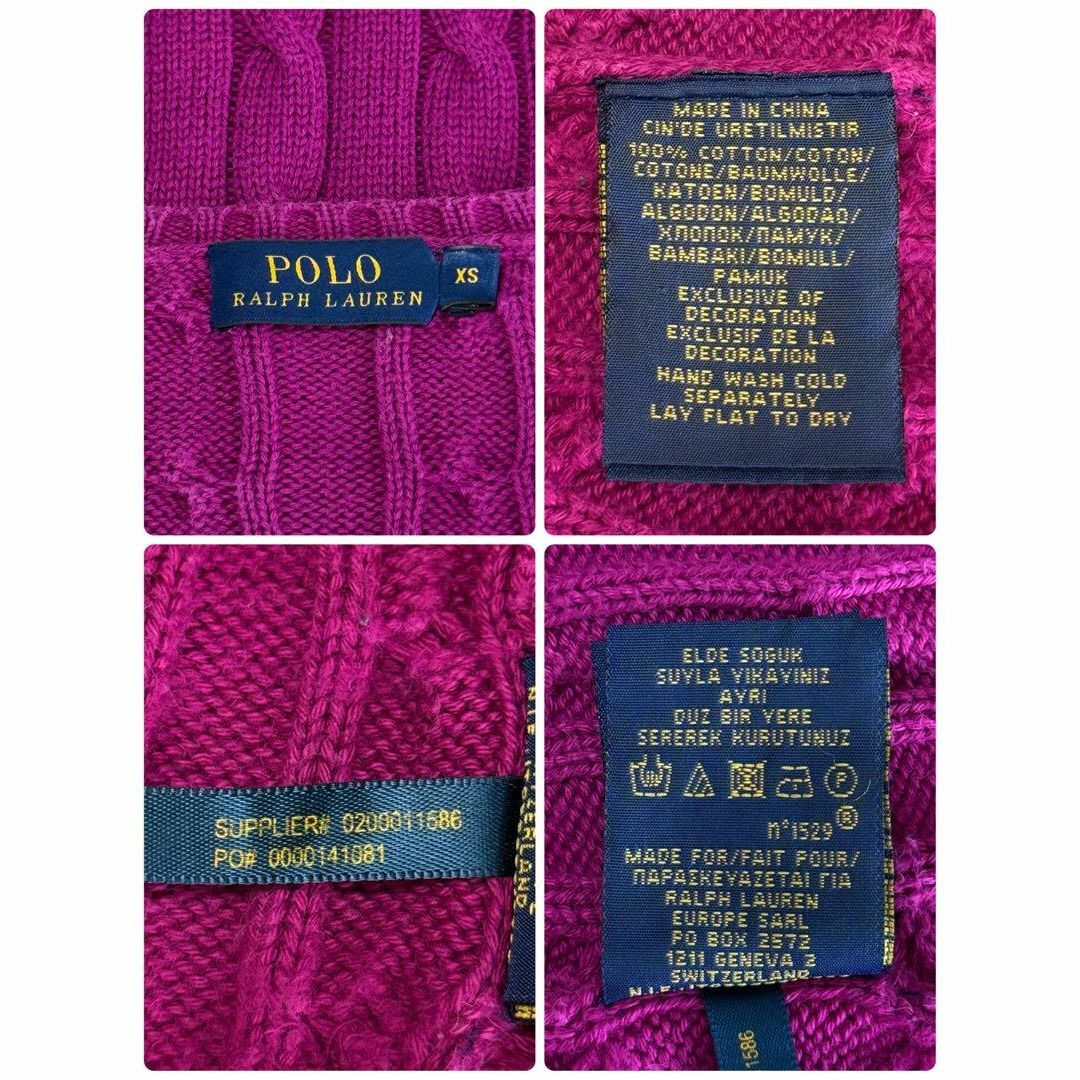 POLO
RALPH LAUREN
XS
MADE IN CHINA
CIN'DE URETILMISTIR
100% COTTON/COTON/
COTONE/BAUMWOLLE/
KATOEN/BOMULD/
ALGODON/ALGODAO/
ХЛОПОК/ПАМУК/
BAMBAKI/BOMULL/
PAMUK
EXCLUSIVE OF
DECORATION
EXCLUSIF DE LA
DECORATION
HAND WASH COLD
SEPARATELY
LAY FLAT TO DRY
SUPPLIER# 0200011586
PO# 0000141081
ELDE SOGUK
SUYLA YIKAYINIZ
AYRI
DUZ BIR YERE
SEREREK KURUTUNUZ
F
n°1529®
MADE FOR/FAIT POUR/
ΠΑΡΑΣΚΕΥΑΖΕΤΑΙ ΓΙΑ
RALPH LAUREN
EUROPE SARL
PO BOX 2572
1211 GENEVA 2
SWITZERLAND
1586